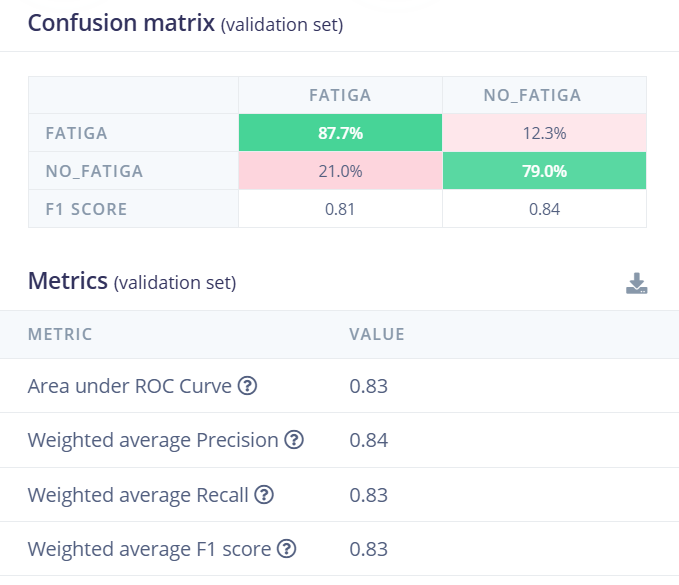 Confusion matrix (validation set)
FATIGA NO_FATIGA
FATIGA 87.7% 12.3%
NO_FATIGA 21.0% 79.0%
F1 SCORE 0.81 0.84
Metrics (validation set)
METRIC VALUE
Area under ROC Curve ? 0.83
Weighted average Precision ? 0.84
Weighted average Recall ? 0.83
Weighted average F1 score ? 0.83